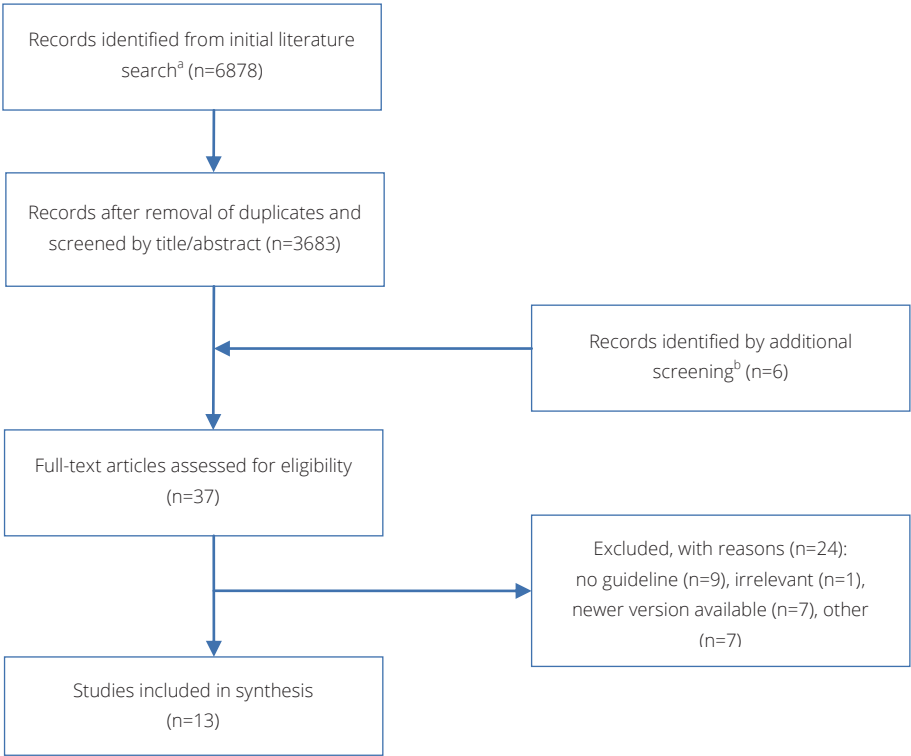 Records identified from initial literature
searchᵃ (n=6878)
Records after removal of duplicates and
screened by title/abstract (n=3683)
Records identified by additional
screeningᵇ (n=6)
Full-text articles assessed for eligibility
(n=37)
Excluded, with reasons (n=24):
no guideline (n=9), irrelevant (n=1),
newer version available (n=7), other
(n=7)
Studies included in synthesis
(n=13)